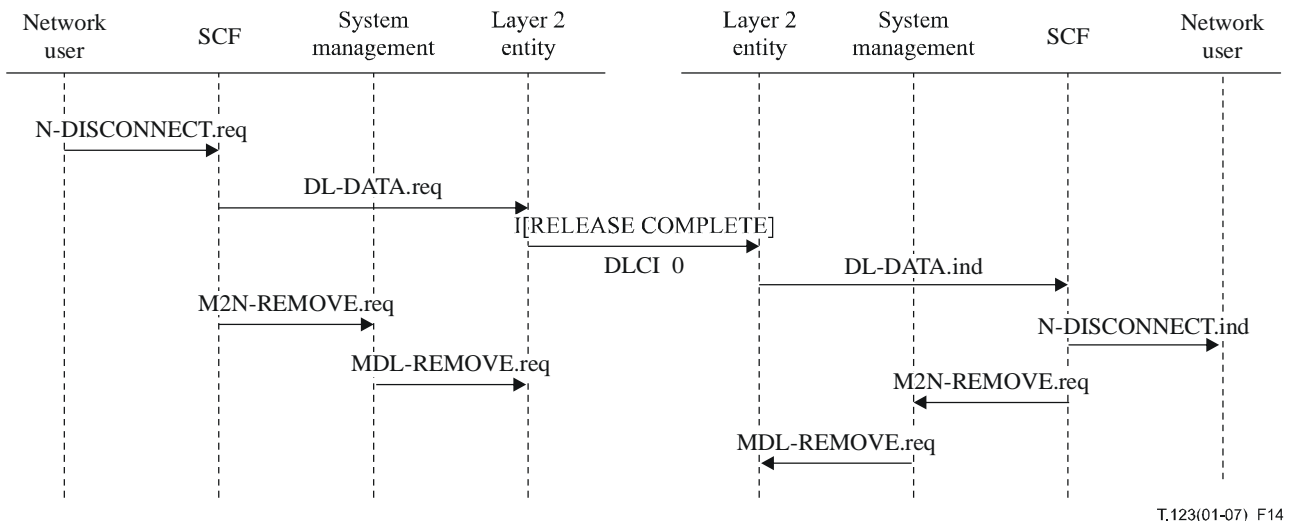 Network
user
SCF
System
management
Layer 2
entity
Layer 2
entity
System
management
SCF
Network
user
N-DISCONNECT.req
DL-DATA.req
I[RELEASE COMPLETE]
DLCI 0
DL-DATA.ind
M2N-REMOVE.req
N-DISCONNECT.ind
MDL-REMOVE.req
M2N-REMOVE.req
MDL-REMOVE.req
T.123(01-07)_F14